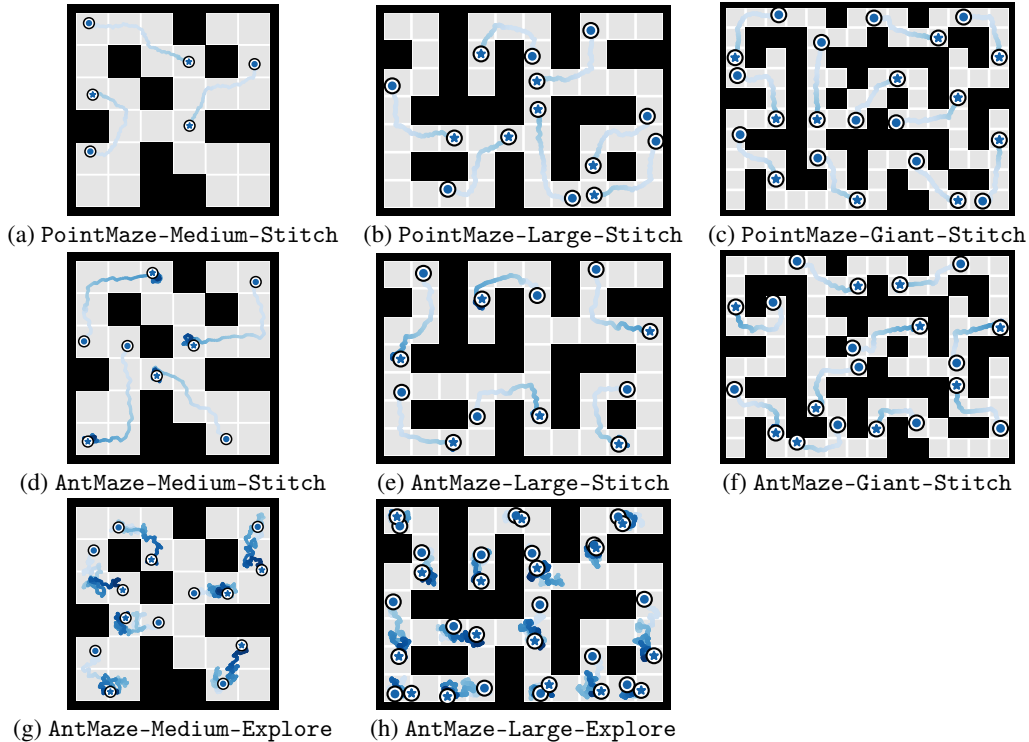 (a) PointMaze-Medium-Stitch
(b) PointMaze-Large-Stitch
(c) PointMaze-Giant-Stitch
(d) AntMaze-Medium-Stitch
(e) AntMaze-Large-Stitch
(f) AntMaze-Giant-Stitch
(g) AntMaze-Medium-Explore
(h) AntMaze-Large-Explore